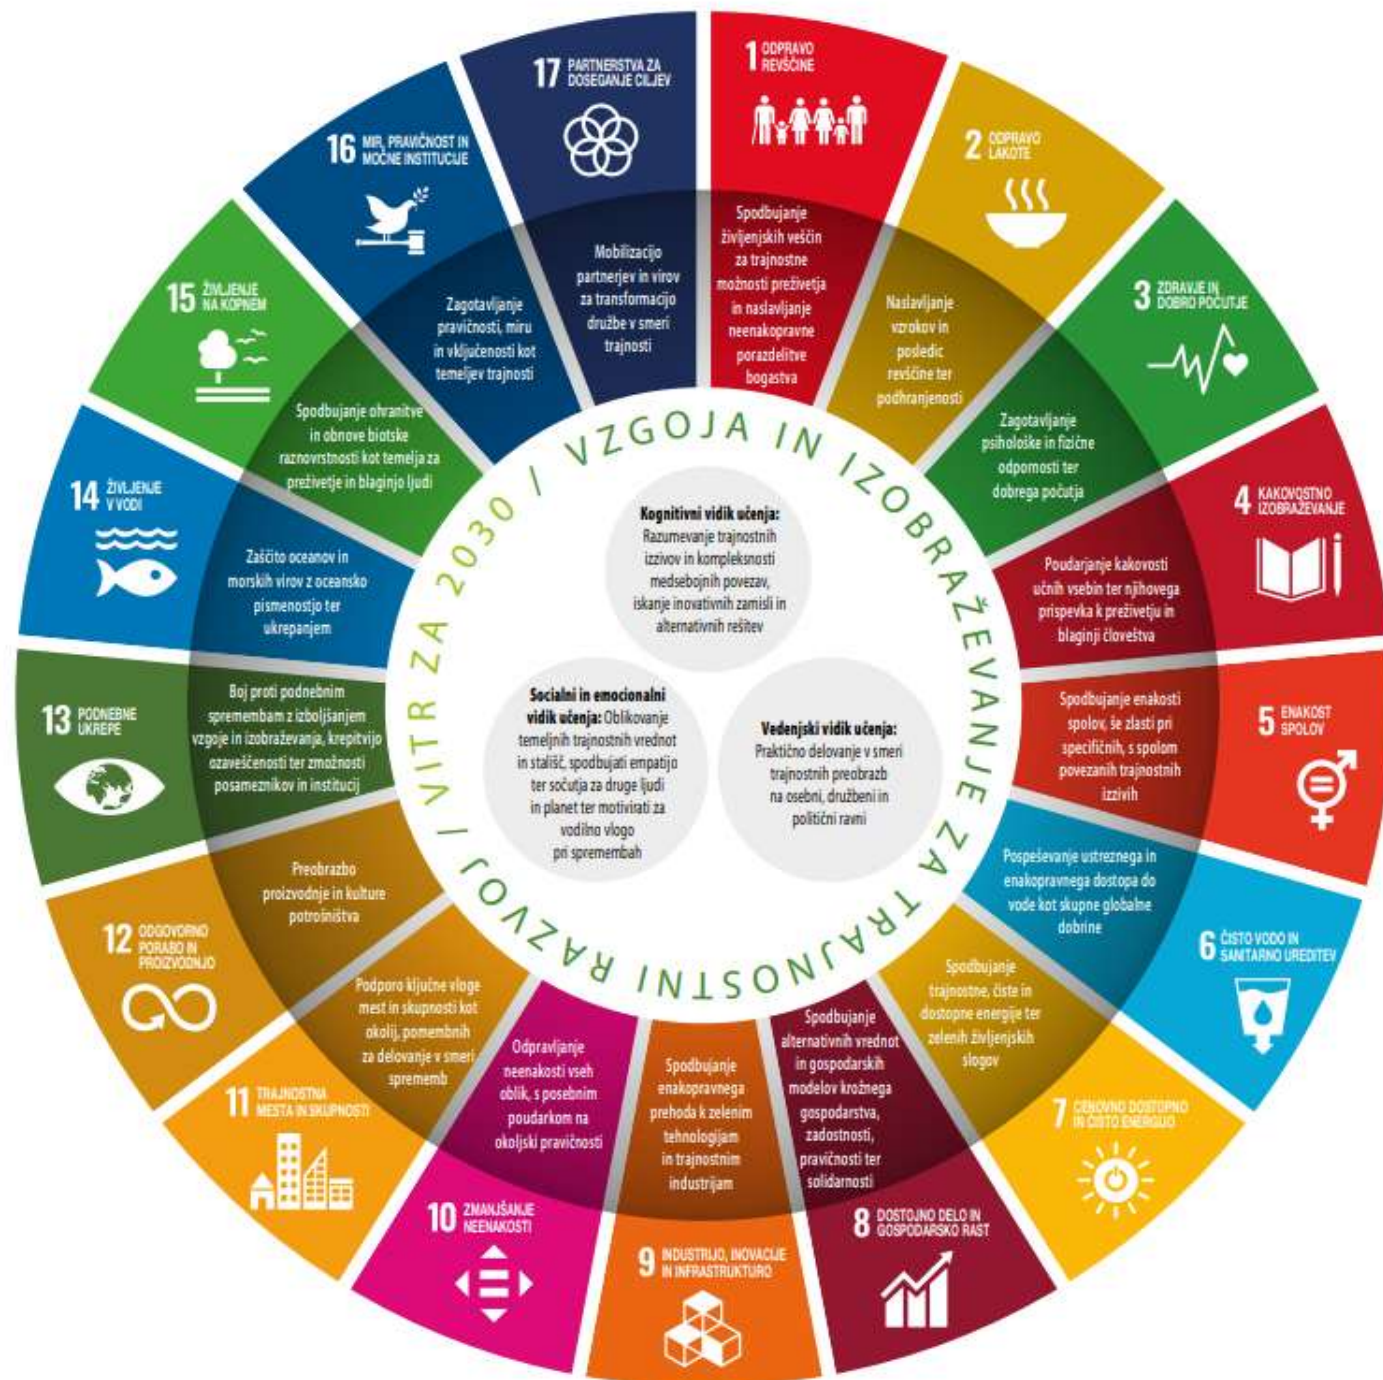 1 ODPRAVO
REVŠČINE
Spodbujanje
življenjskih veščin
za trajnostne
možnosti preživetja
in naslavljanje
neenakopravne
porazdelitve
bogastva
2 ODPRAVO
LAKOTE
Naslavljanje
vzrokov in
posledic
revščine ter
podhranjenosti
3 ZDRAVJE IN
DOBRO POČUTJE
Zagotavljanje
psihološke in fizične
odpornosti ter
dobrega počutja
4 KAKOVOSTNO
IZOBRAŽEVANJE
Poudarjanje kakovosti
učnih vsebin ter njihovega
prispevka k preživetju in
blaginji človeštva
5 ENAKOST
SPOLOV
Spodbujanje enakosti
spolov, še zlasti pri
specifičnih, s spolom
povezanih trajnostnih
izzivih
6 ČISTO VODO IN
SANITARNO UREDITEV
Pospeševanje ustreznega in
enakopravnega dostopa do
vode kot skupne globalne
dobrine
7 CENOVNO DOSTOPNO
IN ČISTO ENERGIJO
Spodbujanje
trajnostne, čiste in
dostopne energije ter
zelenih življenjskih
slogov
8 DOSTOJNO DELO IN
GOSPODARSKO RAST
Spodbujanje
alternativnih vrednot
in gospodarskih
modelov krožnega
gospodarstva,
zadostnosti,
pravičnosti ter
solidarnosti
9 INDUSTRIJO, INOVACIJE
IN INFRASTRUKTURO
Spodbujanje
enakopravnega
prehoda k zelenim
tehnologijam
in trajnostnim
industrijam
10 ZMANJŠANJE
NEENAKOSTI
Odpravljanje
neenakosti vseh
oblik, s posebnim
poudarkom na
okoljski pravičnosti
11 TRAJNOSTNA
MESTA IN SKUPNOSTI
Podporo ključne vloge
mest in skupnosti kot
okolij, pomembnih
za delovanje v smeri
sprememb
12 ODGOVORNO
PORABO IN
PROIZVODNJO
Preobrazbo
proizvodnje in kulture
potrošništva
13 PODNEBNE
UKREPE
Boj proti podnebnim
spremembam z izboljšanjem
vzgoje in izobraževanja, krepitvijo
ozaveščenosti ter zmožnosti
posameznikov in institucij
14 ŽIVLJENJE
V VODI
Zaščito oceanov in
morskih virov z oceansko
pismenostjo ter
ukrepanjem
15 ŽIVLJENJE
NA KOPNEM
Spodbujanje ohranitve
in obnove biotske
raznovrstnosti kot temelja za
preživetje in blaginjo ljudi
16 MIR, PRAVIČNOST IN
MOČNE INSTITUCIJE
Zagotavljanje
pravičnosti, miru
in vključenosti kot
temeljev trajnosti
17 PARTNERSTVA ZA
DOSEGANJE CILJEV
Mobilizacijo
partnerjev in virov
za transformacijo
družbe v smeri
trajnosti
VZGOJA IN IZOBRAŽEVANJE ZA TRAJNOSTNI RAZVOJ / VITR ZA 2030 /
Kognitivni vidik učenja:
Razumevanje trajnostnih
izzivov in kompleksnosti
medsebojnih povezav,
iskanje inovativnih zamisli in
alternativnih rešitev
Socialni in emocionalni
vidik učenja: Oblikovanje
temeljnih trajnostnih vrednot
in stališč, spodbujati empatijo
ter sočutja za druge ljudi
in planet ter motivirati za
vodilno vlogo
pri spremembah
Vedenjski vidik učenja:
Praktično delovanje v smeri
trajnostnih preobrazb
na osebni, družbeni in
politični ravni